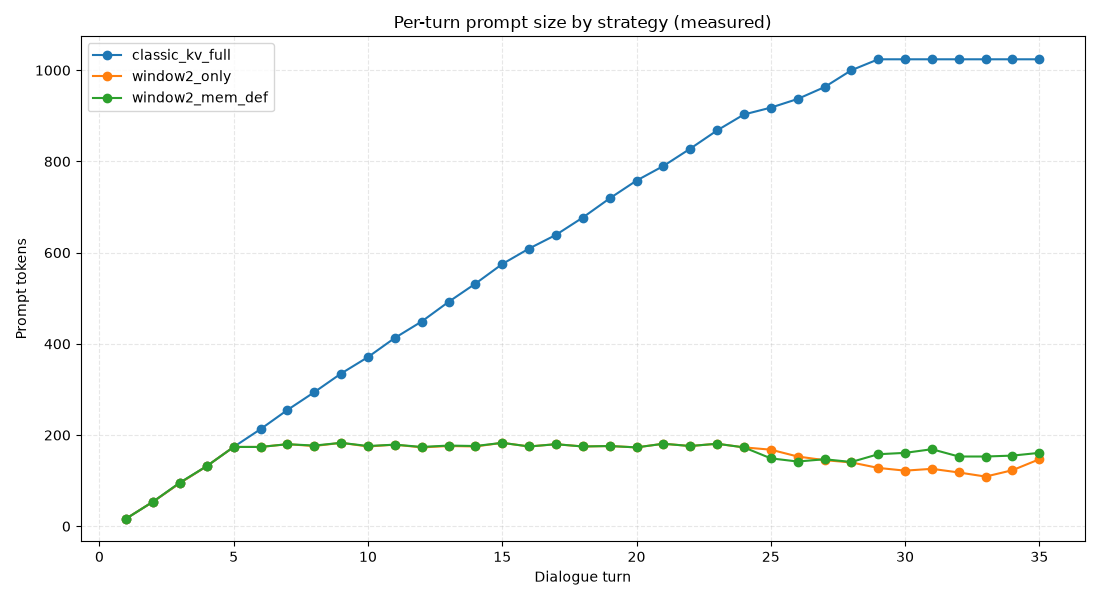 Per-turn prompt size by strategy (measured)
classic_kv_full
window2_only
window2_mem_def
Prompt tokens
1000
800
600
400
200
0
0 5 10 15 20 25 30 35
Dialogue turn